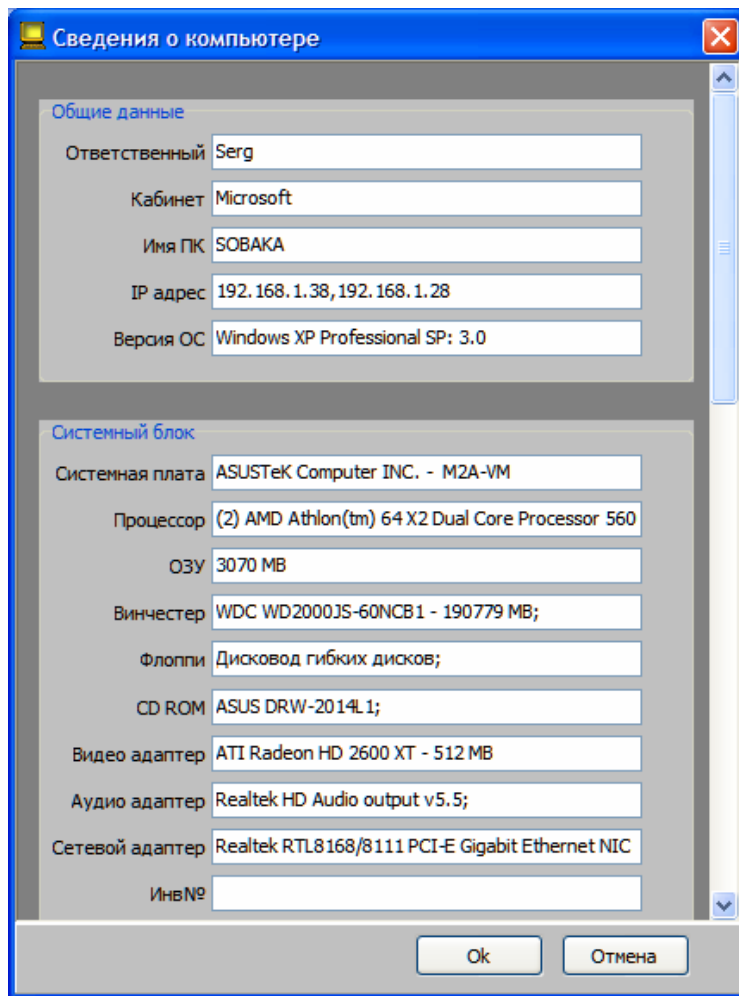 Сведения о компьютере
Общие данные
Ответственный Serg
Кабинет Microsoft
Имя ПК SOBAKA
IP адрес 192.168.1.38,192.168.1.28
Версия ОС Windows XP Professional SP: 3.0
Системный блок
Системная плата ASUSTeK Computer INC. - M2A-VM
Процессор (2) AMD Athlon(tm) 64 X2 Dual Core Processor 560
ОЗУ 3070 MB
Винчестер WDC WD2000JS-60NCB1 - 190779 MB;
Флоппи Дисковод гибких дисков;
CD ROM ASUS DRW-2014L1;
Видео адаптер ATI Radeon HD 2600 XT - 512 MB
Аудио адаптер Realtek HD Audio output v5.5;
Сетевой адаптер Realtek RTL8168/8111 PCI-E Gigabit Ethernet NIC
Инв№
Ok Отмена